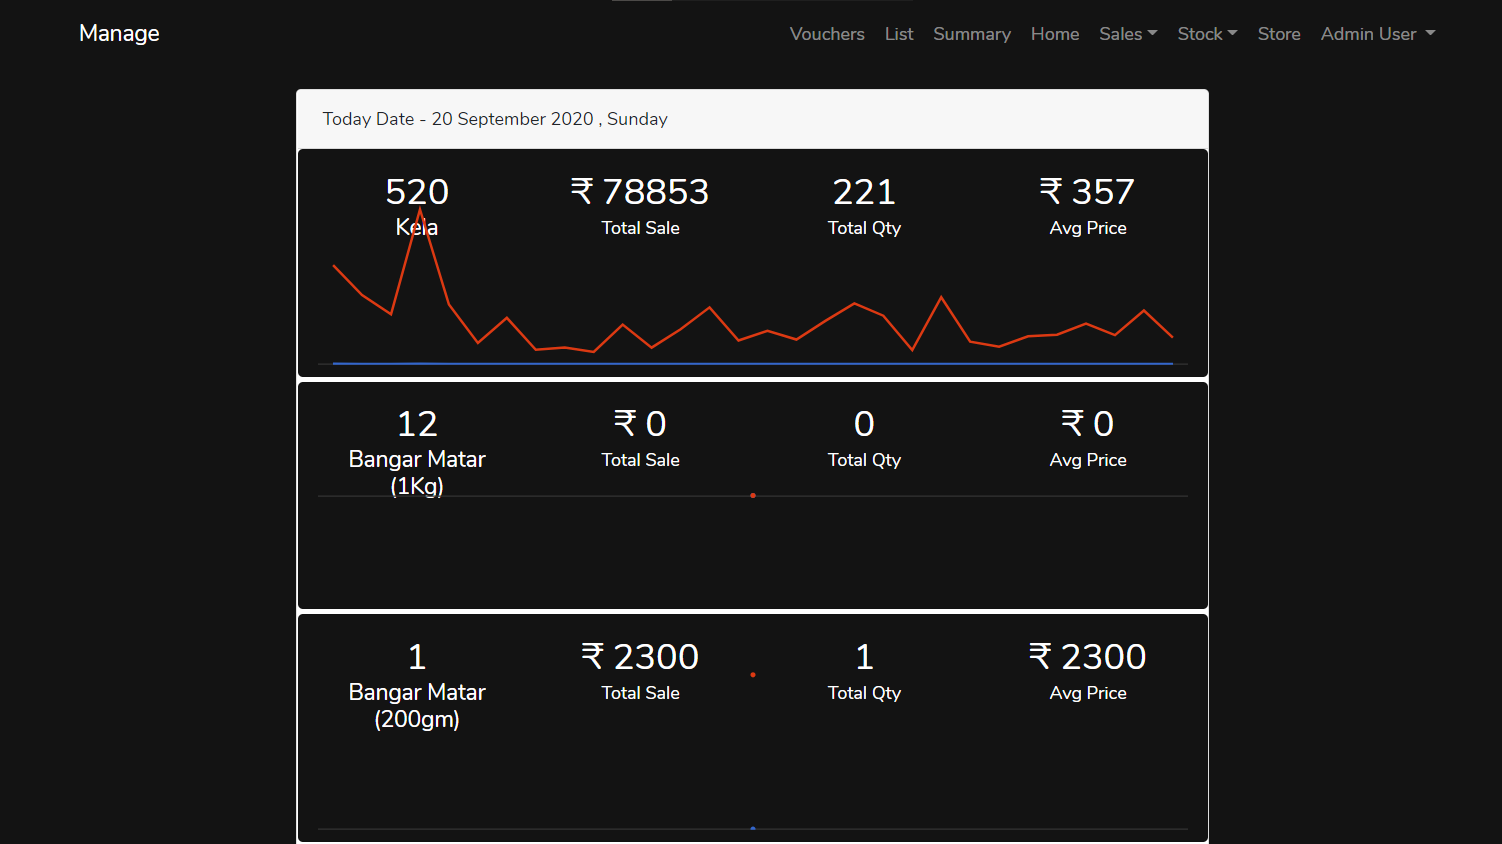 Manage
Vouchers List Summary Home Sales Stock Store Admin User
Today Date - 20 September 2020 , Sunday
520 ₹ 78853 221 ₹ 357
Kela Total Sale Total Qty Avg Price
12 ₹ 0 0 ₹ 0
Bangar Matar Total Sale Total Qty Avg Price
(1Kg)
1 ₹ 2300 1 ₹ 2300
Bangar Matar Total Sale Total Qty Avg Price
(200gm)